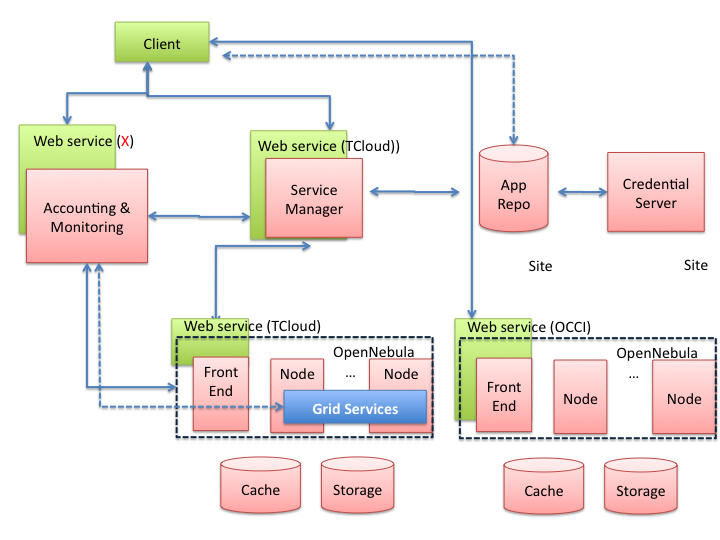 Client
Web service (X)
Accounting &
Monitoring
Web service (TCloud))
Service
Manager
App
Repo
Credential
Server
Site
Site
Web service (TCloud)
OpenNebula
Front
End
Node
...
Node
Grid Services
Cache
Storage
Web service (OCCI)
OpenNebula
...
Front
End
Node
Node
Cache
Storage